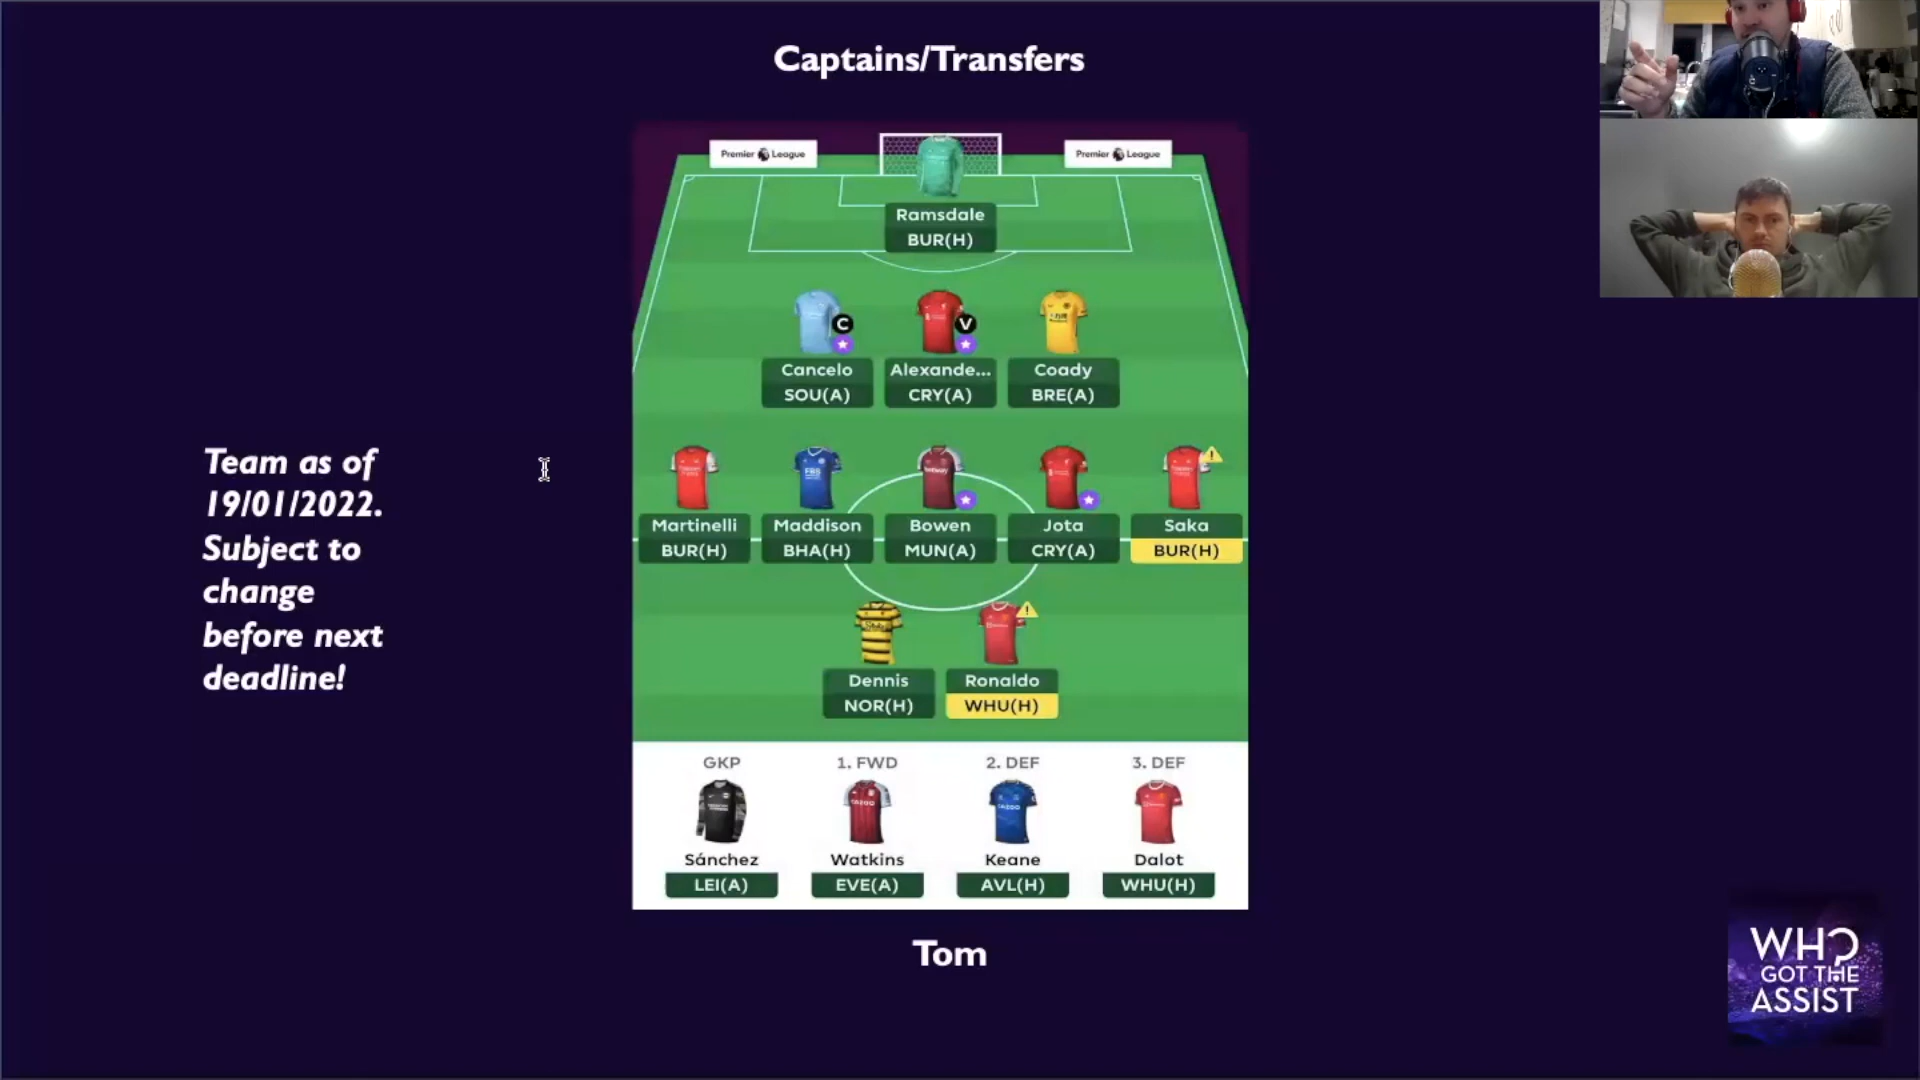 Captains/Transfers
Premier League
Premier League
Ramsdale
BUR(H)
C
V
Cancelo
Alexande...
Coady
SOU(A)
CRY(A)
BRE(A)
Team as of
19/01/2022.
Subject to
change
before next
deadline!
Martinelli
Maddison
Bowen
Jota
Saka
BUR(H)
BHA(H)
MUN(A)
CRY(A)
BUR(H)
Dennis
Ronaldo
NOR(H)
WHU(H)
GKP
1. FWD
2. DEF
3. DEF
CAZOO
CAZOO
Sánchez
Watkins
Keane
Dalot
LEI(A)
EVE(A)
AVL(H)
WHU(H)
Tom
WHO?
GOT THE
ASSIST